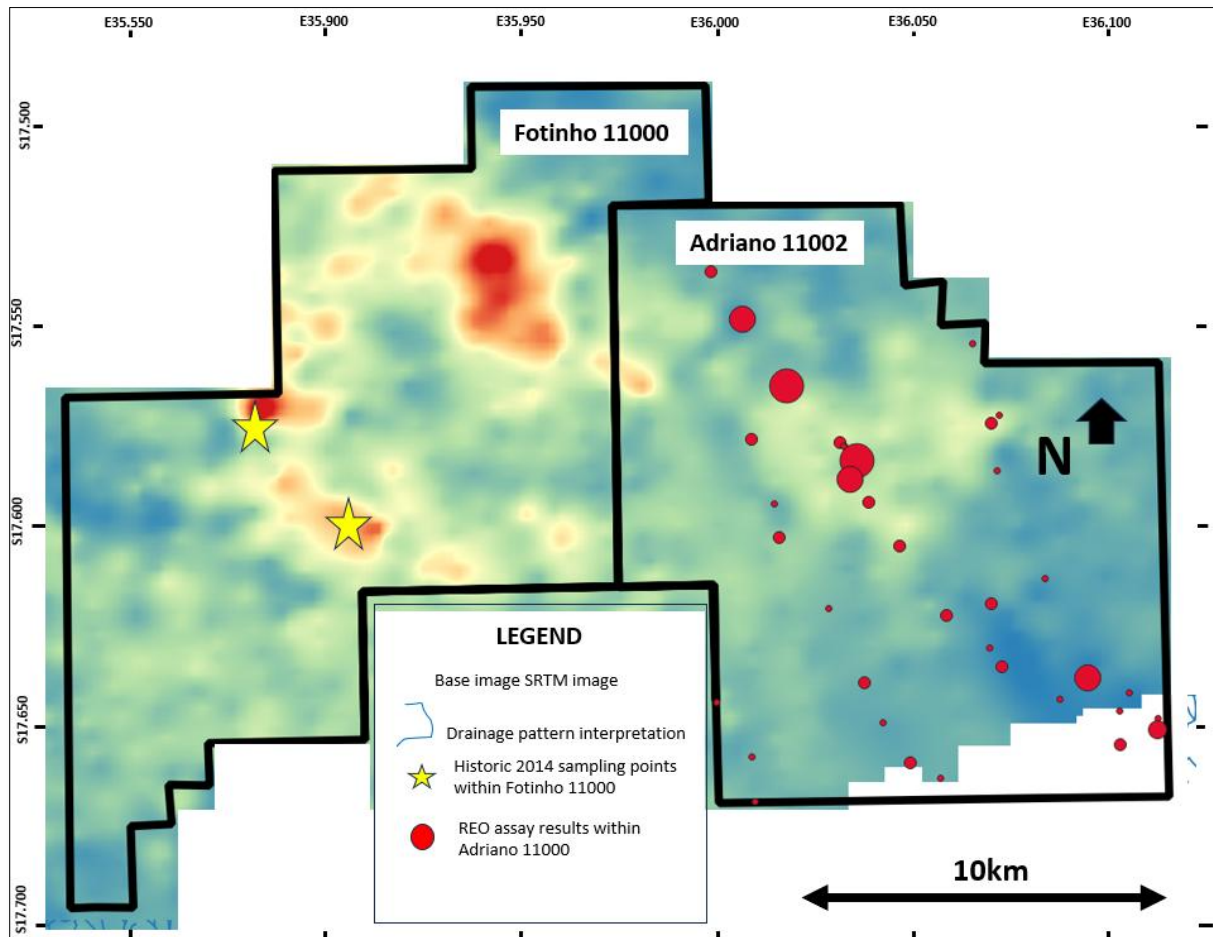 E35.550
E35.900
E35.950
E36.000
E36.050
E36.100
S17.500
S17.550
S17.600
S17.650
S17.700
Fotinho 11000
Adriano 11002
N
LEGEND
Base image SRTM image
Drainage pattern interpretation
Historic 2014 sampling points
within Fotinho 11000
REO assay results within
Adriano 11000
10km